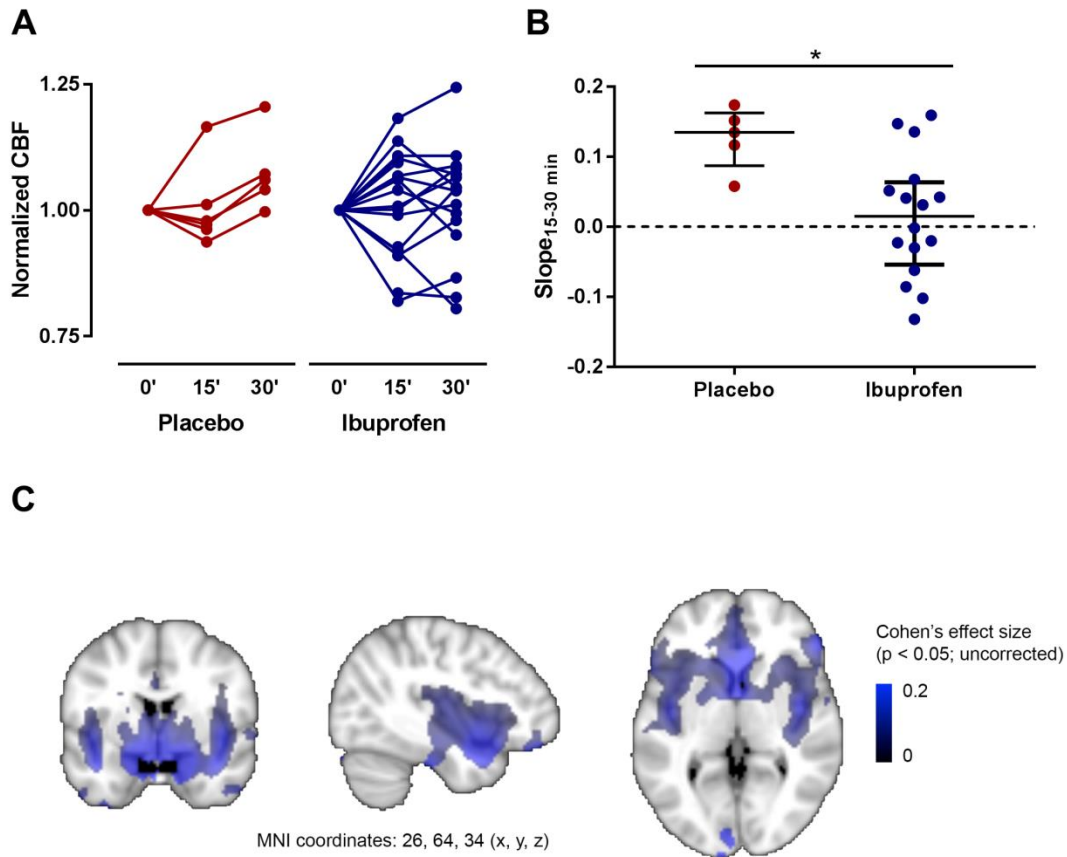 A
Normalized CBF
1.25
1.00
0.75
0' 15' 30' 0' 15' 30'
Placebo Ibuprofen
B
*
Slope15-30 min
0.2
0.1
0.0
-0.1
-0.2
Placebo Ibuprofen
C
Cohen's effect size
(p < 0.05; uncorrected)
0.2
0
MNI coordinates: 26, 64, 34 (x, y, z)